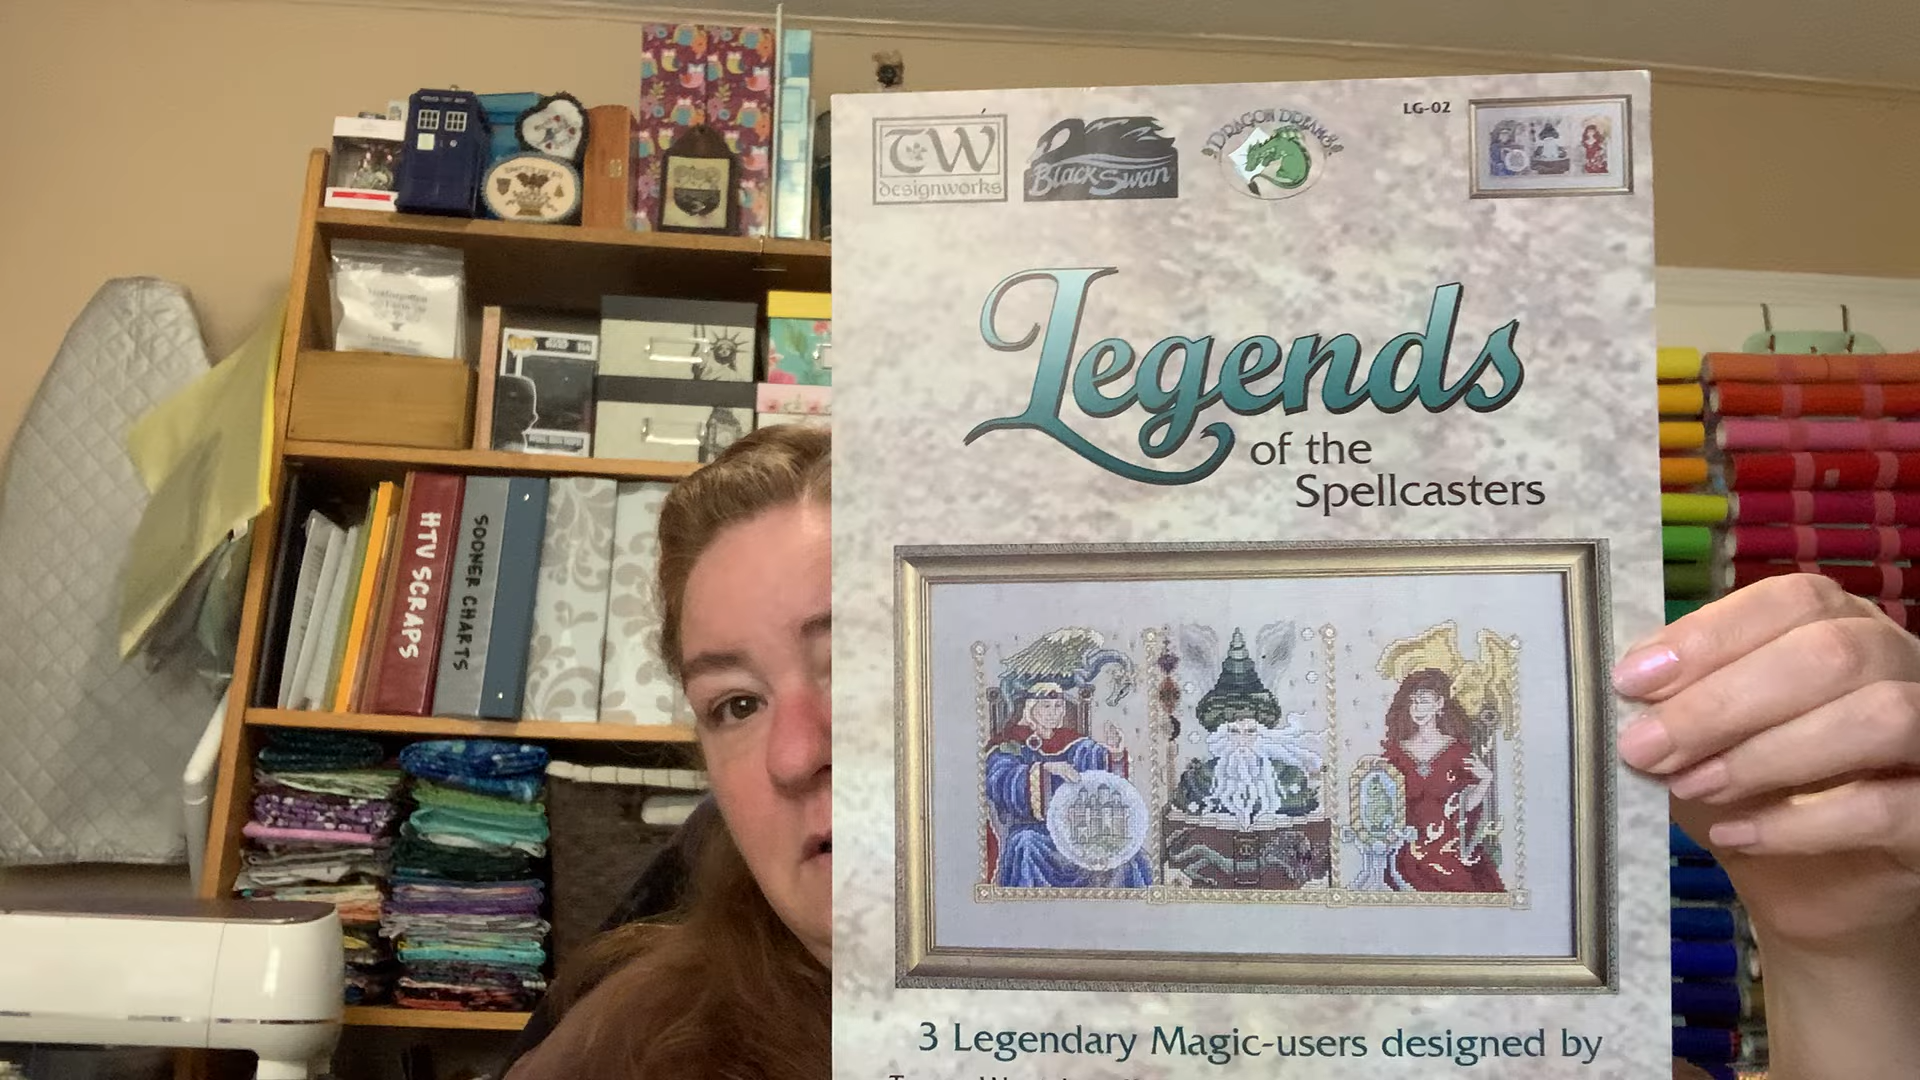 LG-02
TW
designworks
Black Swan
DRAGON DREAMS
Legends
of the
Spellcasters
3 Legendary Magic-users designed by
HTV SCRAPS
SOONER CHARTS